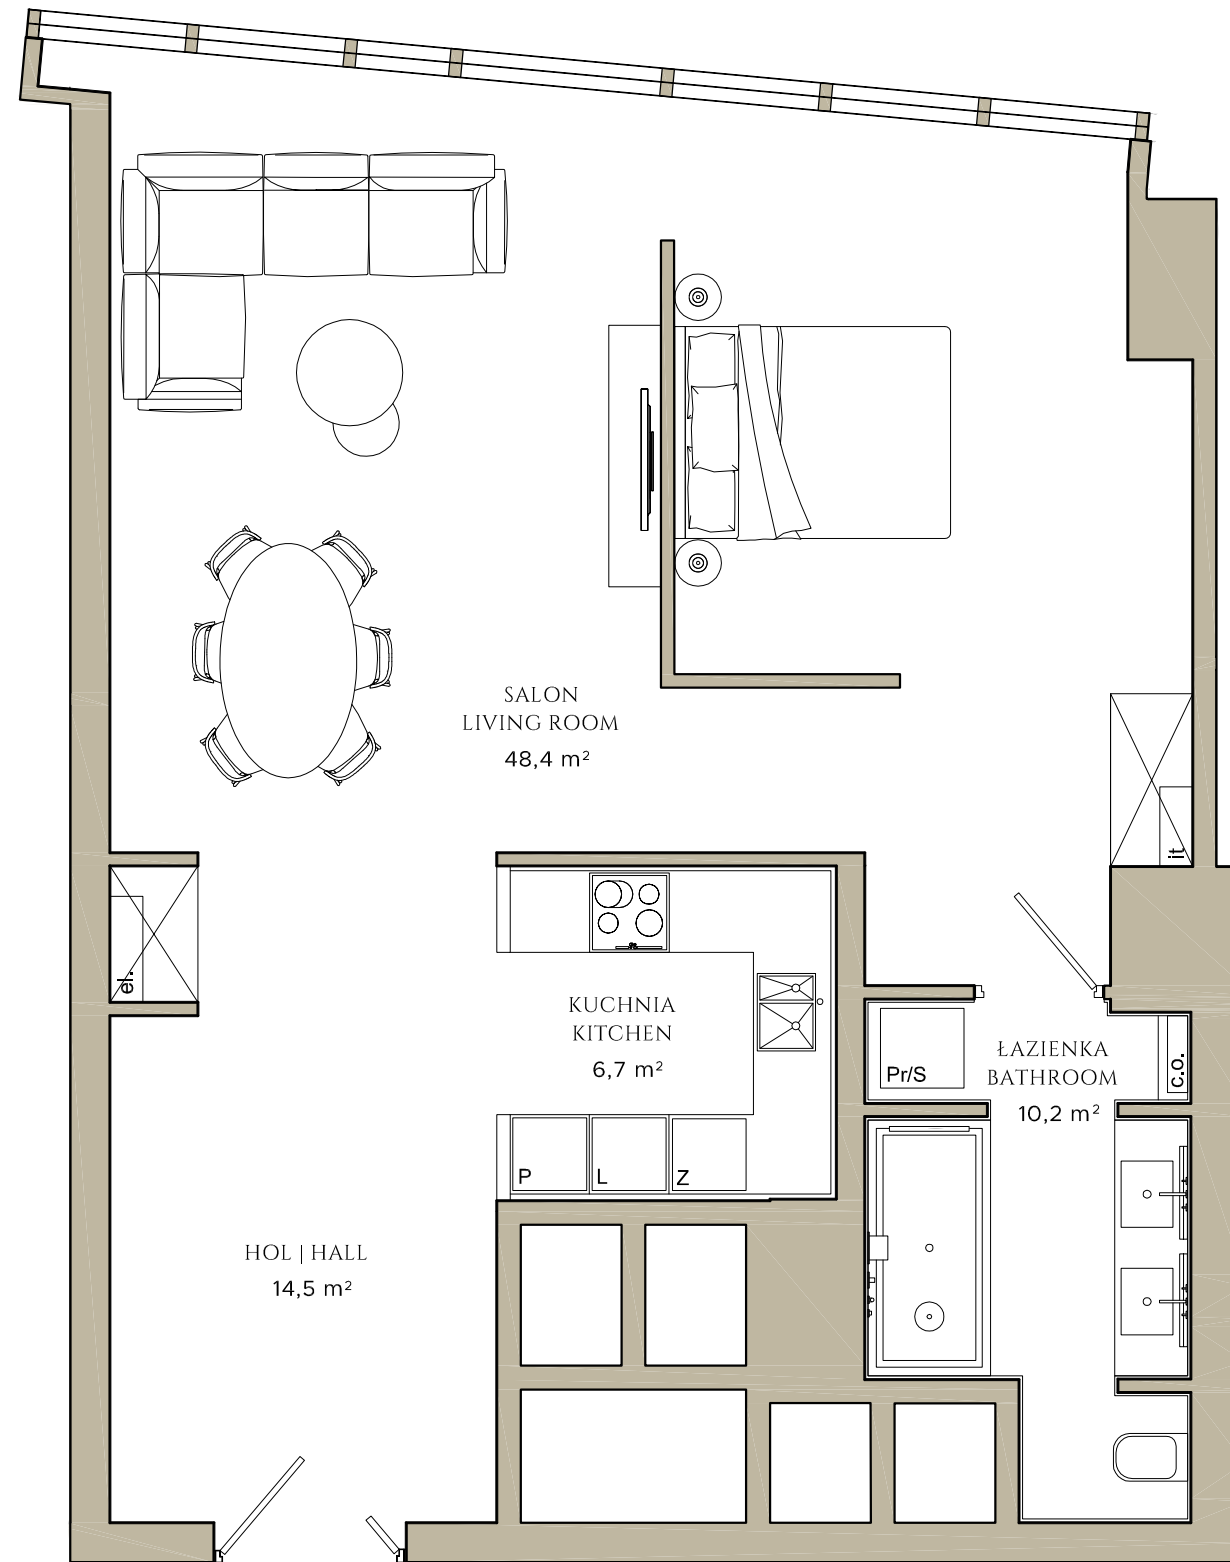 SALON
LIVING ROOM
48,4 m²
it.
el.
KUCHNIA
KITCHEN
6,7 m²
ŁAZIENKA
BATHROOM
10,2 m²
Pr/S
c.o.
P
L
Z
HOL | HALL
14,5 m²